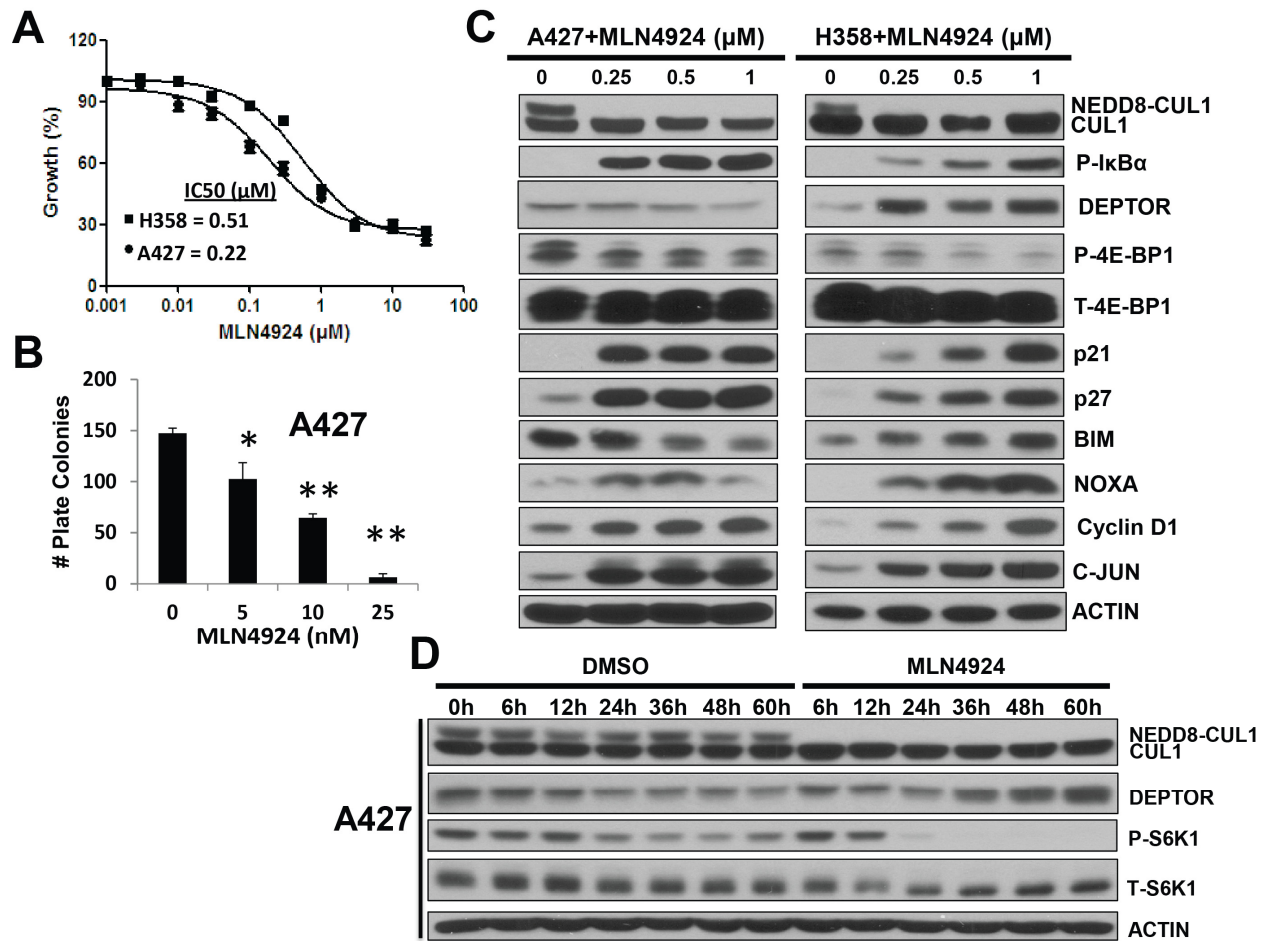 A
120
90
60
30
0
Growth (%)
IC50 (µM)
H358 = 0.51
A427 = 0.22
0.001 0.01 0.1 1 10 100
MLN4924 (µM)
B
200
150
100
50
0
# Plate Colonies
A427
*
**
**
0 5 10 25
MLN4924 (nM)
C
A427+MLN4924 (µM) H358+MLN4924 (µM)
0 0.25 0.5 1 0 0.25 0.5 1
NEDD8-CUL1
CUL1
P-IκBα
DEPTOR
P-4E-BP1
T-4E-BP1
p21
p27
BIM
NOXA
Cyclin D1
C-JUN
ACTIN
D
DMSO MLN4924
0h 6h 12h 24h 36h 48h 60h 6h 12h 24h 36h 48h 60h
A427
NEDD8-CUL1
CUL1
DEPTOR
P-S6K1
T-S6K1
ACTIN